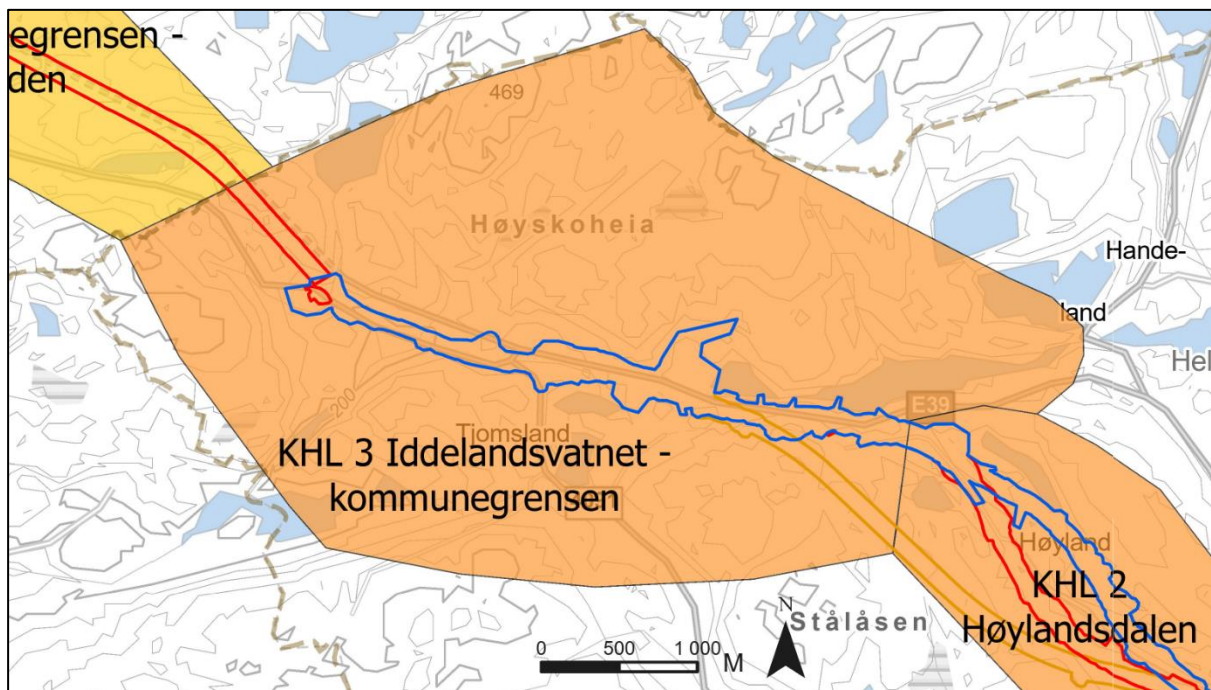 egrensen -
den
469
Høyskoheia
Hande-
land
Hel
E39
200
Tjomsland
KHL 3 Iddelandsvatnet -
kommunegrensen
Høyland
KHL 2
Høylandsdalen
N
Stålåsen
0 500 1 000
M